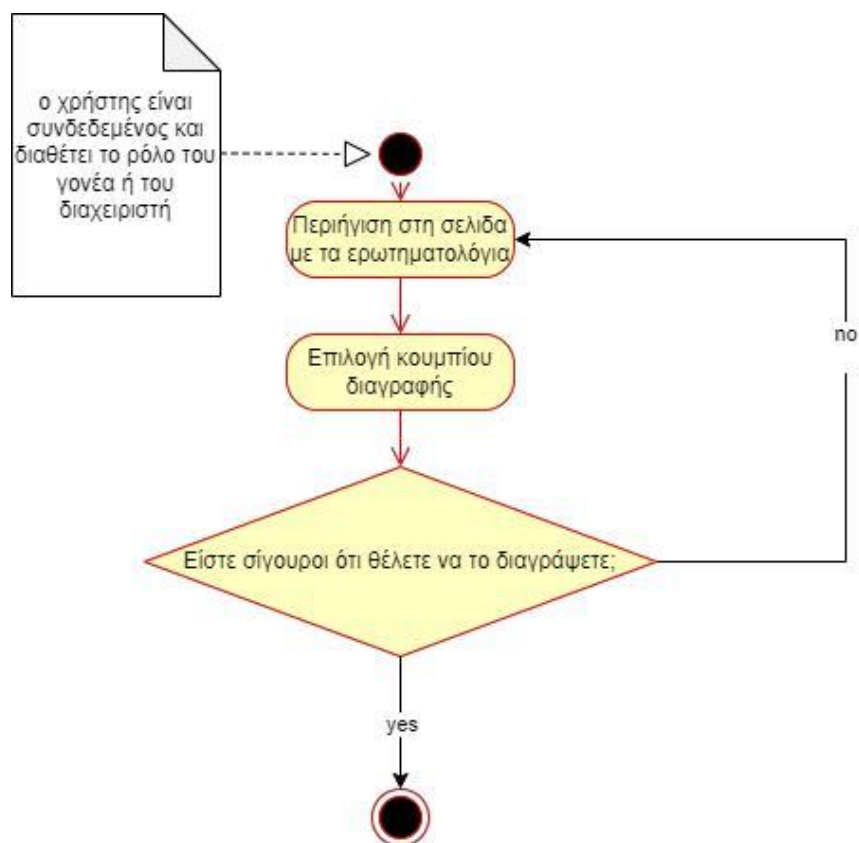 ο χρήστης είναι
συνδεδεμένος και
διαθέτει το ρόλο του
γονέα ή του
διαχειριστή
Περιήγιση στη σελιδα
με τα ερωτηματολόγια
Επιλογή κουμπίου
διαγραφής
Είστε σίγουροι ότι θέλετε να το διαγράψετε;
no
yes